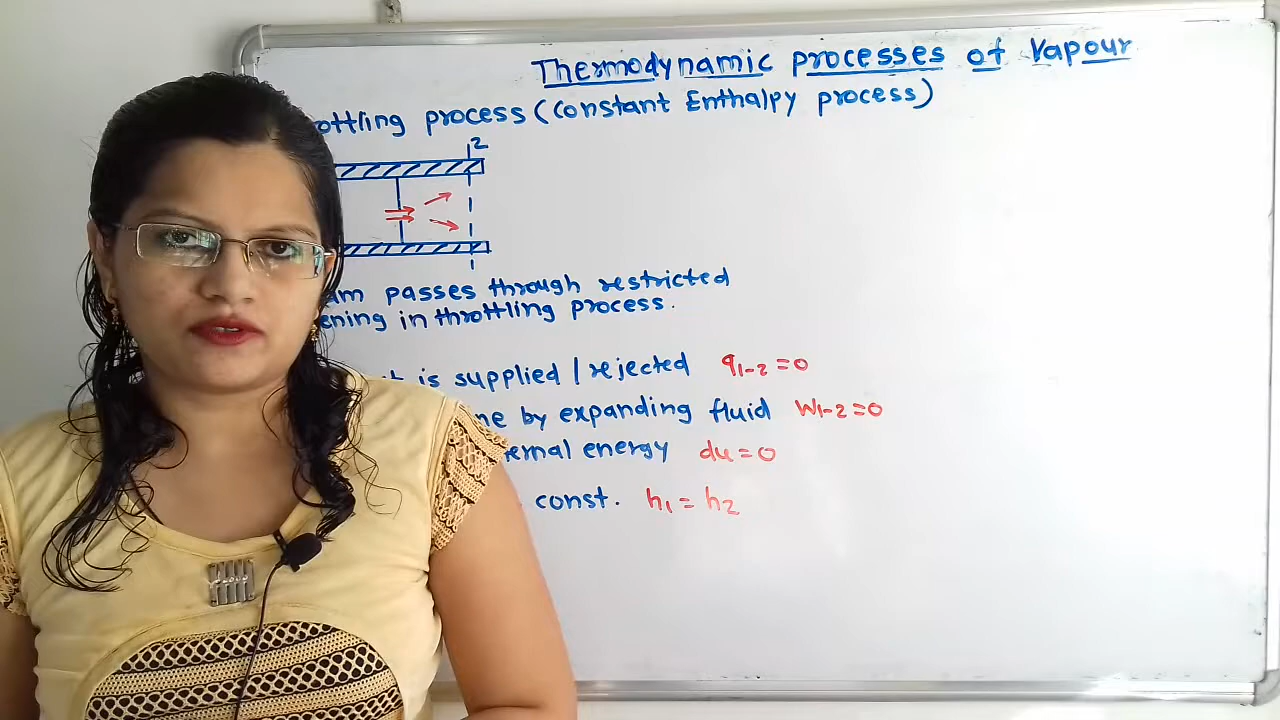 Thermodynamic processes of Vapour
ottling process (constant Enthalpy process)
2
am passes through restricted
ening in throttling process.
is supplied / rejected q1-2=0
ne by expanding fluid W1-2=0
ernal energy du=0
const. h1=h2